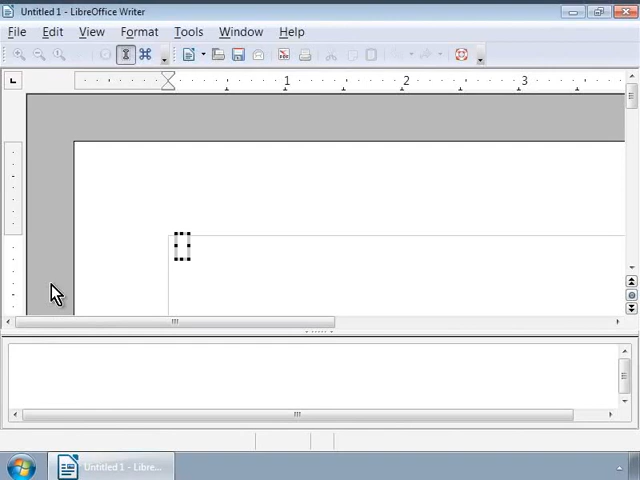 Untitled 1 - LibreOffice Writer
File Edit View Format Tools Window Help
1 2 3
Untitled 1 - Libre...